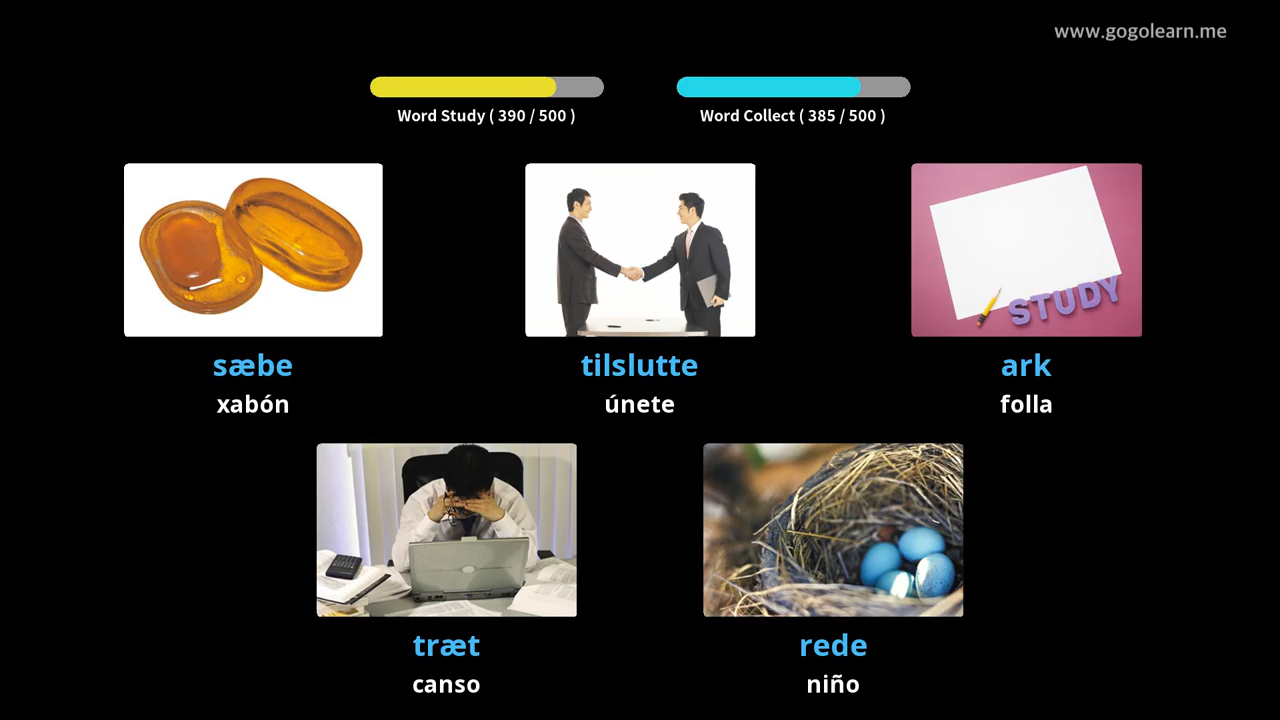 www.gogolearn.me
Word Study ( 390 / 500 )
Word Collect ( 385 / 500 )
STUDY
sæbe
xabón
tilslutte
únete
ark
folla
træt
canso
rede
niño